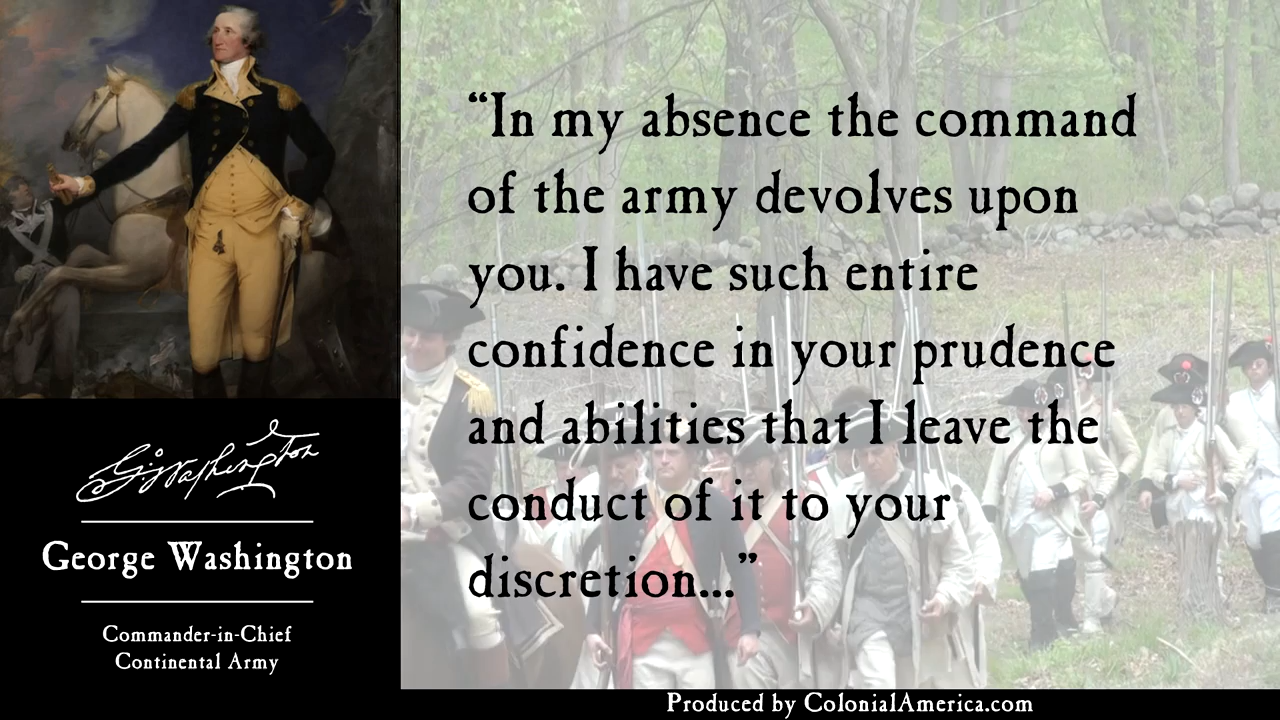 “In my absence the command
of the army devolves upon
you. I have such entire
confidence in your prudence
and abilities that I leave the
conduct of it to your
discretion...”
G:Washington
George Washington
Commander-in-Chief
Continental Army
Produced by ColonialAmerica.com